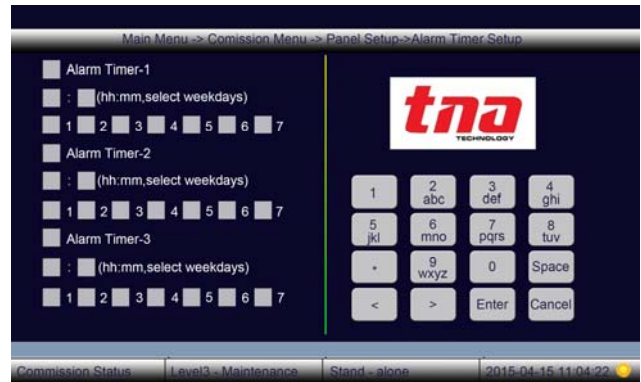 Main Menu -> Comission Menu -> Panel Setup->Alarm Timer Setup
Alarm Timer-1
: (hh:mm,select weekdays)
1 2 3 4 5 6 7
Alarm Timer-2
: (hh:mm,select weekdays)
1 2 3 4 5 6 7
Alarm Timer-3
: (hh:mm,select weekdays)
1 2 3 4 5 6 7
tna
TECHNOLOGY
1 2 abc 3 def 4 ghi
5 jkl 6 mno 7 pqrs 8 tuv
* 9 wxyz 0 Space
< > Enter Cancel
Commission Status Level3 - Maintenance Stand - alone 2015-04-15 11:04:22